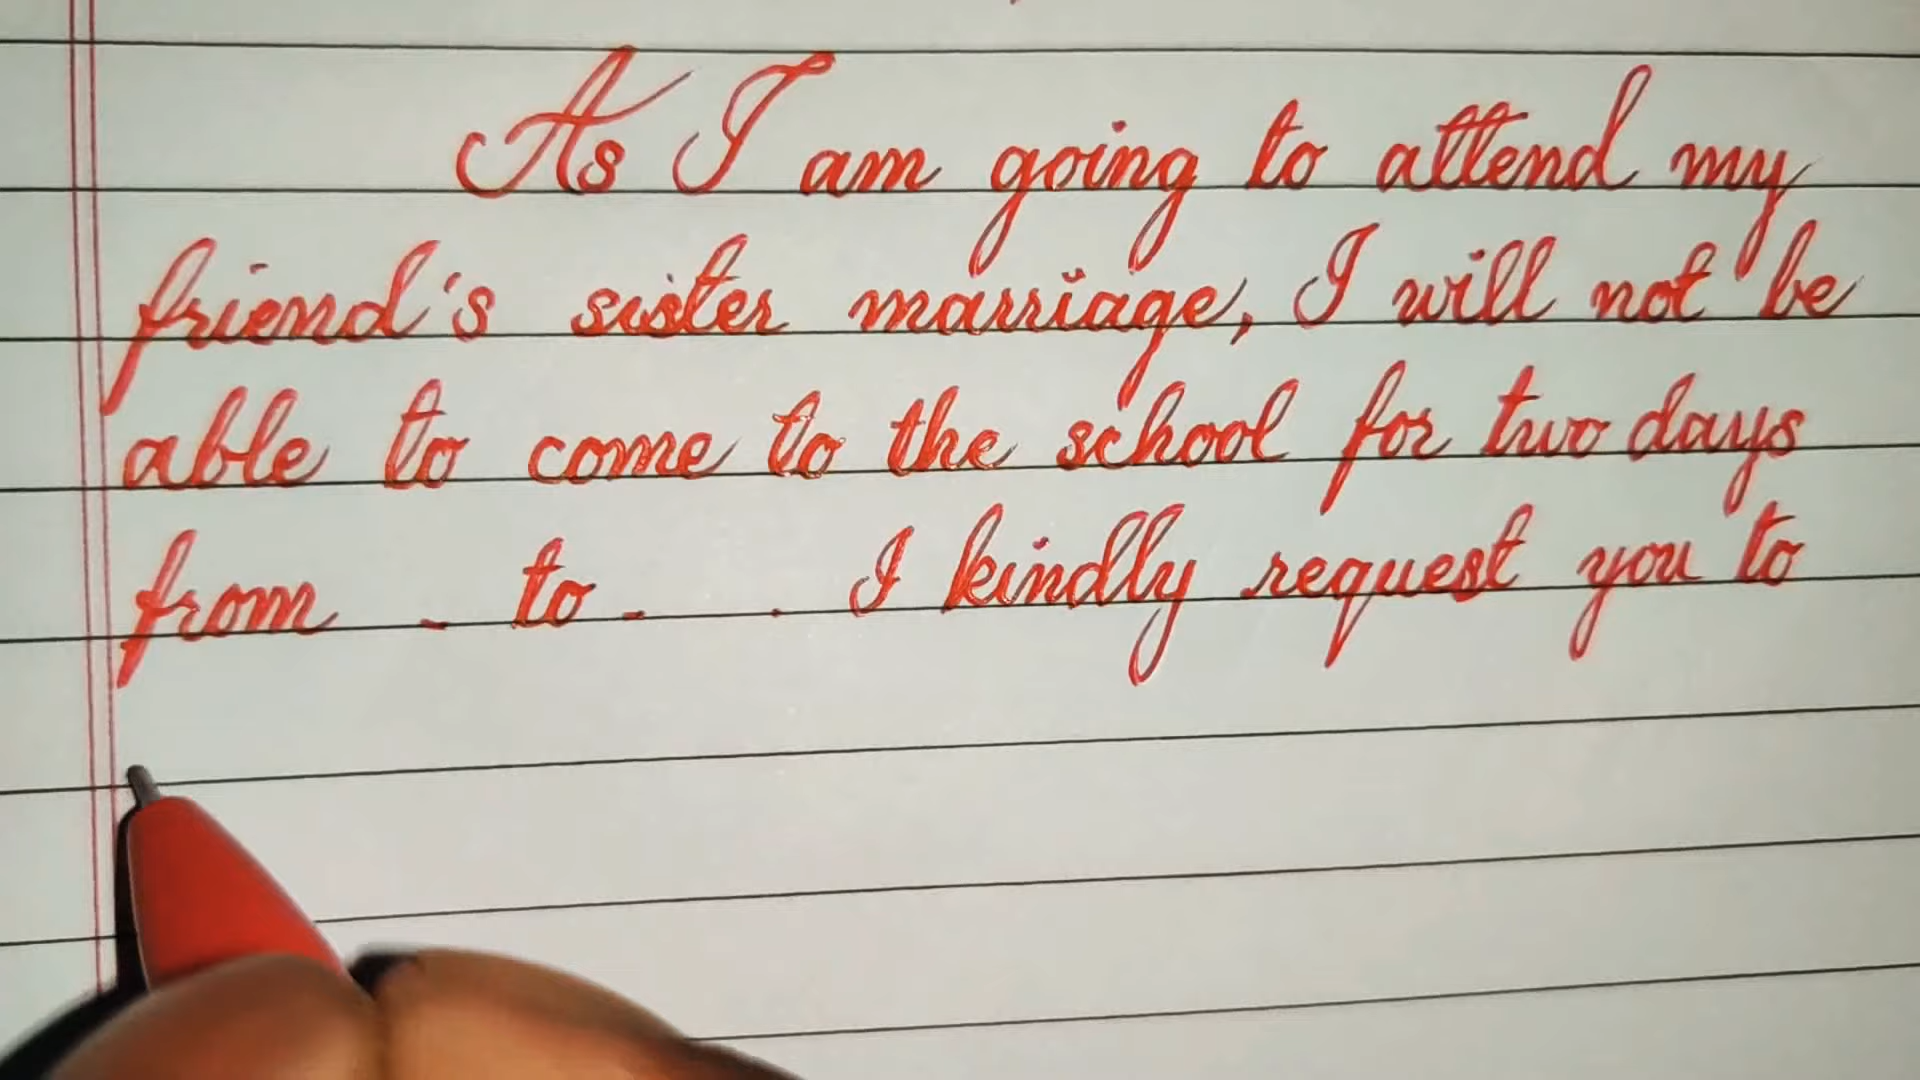 As I am going to attend my
friend's sister marriage, I will not be
able to come to the school for two days
from - to - . I kindly request you to